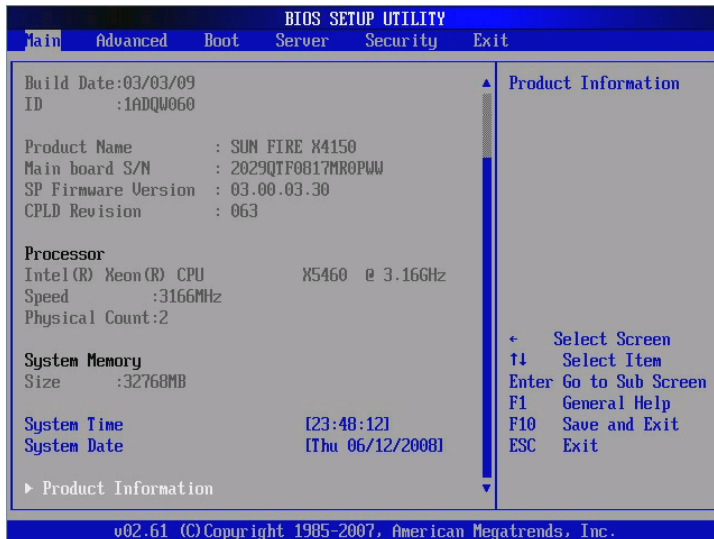 BIOS SETUP UTILITY
Main Advanced Boot Server Security Exit
Build Date:03/03/09
ID :1ADQW060
Product Name : SUN FIRE X4150
Main board S/N : 2029QTF0817MR0PWW
SP Firmware Version : 03.00.03.30
CPLD Revision : 063
Processor
Intel(R) Xeon(R) CPU X5460 @ 3.16GHz
Speed :3166MHz
Physical Count:2
System Memory
Size :32768MB
System Time [23:48:12]
System Date [Thu 06/12/2008]
▶ Product Information
Product Information
← Select Screen
↑↓ Select Item
Enter Go to Sub Screen
F1 General Help
F10 Save and Exit
ESC Exit
v02.61 (C)Copyright 1985-2007, American Megatrends, Inc.